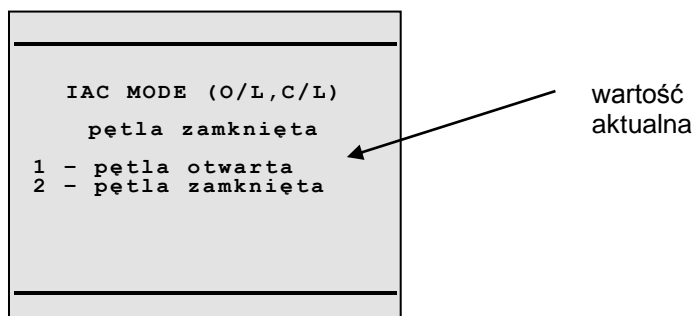 IAC MODE (O/L,C/L)
pętla zamknięta
1 – pętla otwarta
2 – pętla zamknięta
wartość
aktualna